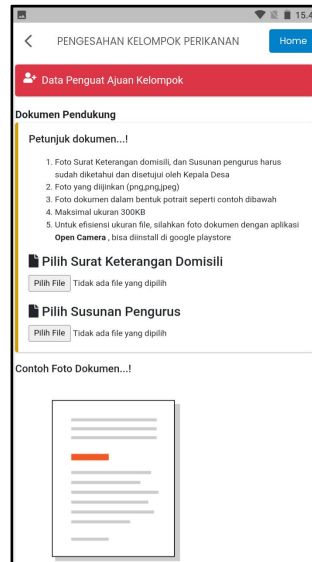 15.4
PENGESAHAN KELOMPOK PERIKANAN
Home
Data Penguat Ajuan Kelompok
Dokumen Pendukung
Petunjuk dokumen...!
1. Foto Surat Keterangan domisili, dan Susunan pengurus harus
sudah diketahui dan disetujui oleh Kepala Desa
2. Foto yang diijinkan (png,png,jpeg)
3. Foto dokumen dalam bentuk potrait seperti contoh dibawah
4. Maksimal ukuran 300KB
5. Untuk efisiensi ukuran file, silahkan foto dokumen dengan aplikasi
Open Camera , bisa diinstall di google playstore
Pilih Surat Keterangan Domisili
Pilih File Tidak ada file yang dipilih
Pilih Susunan Pengurus
Pilih File Tidak ada file yang dipilih
Contoh Foto Dokumen...!